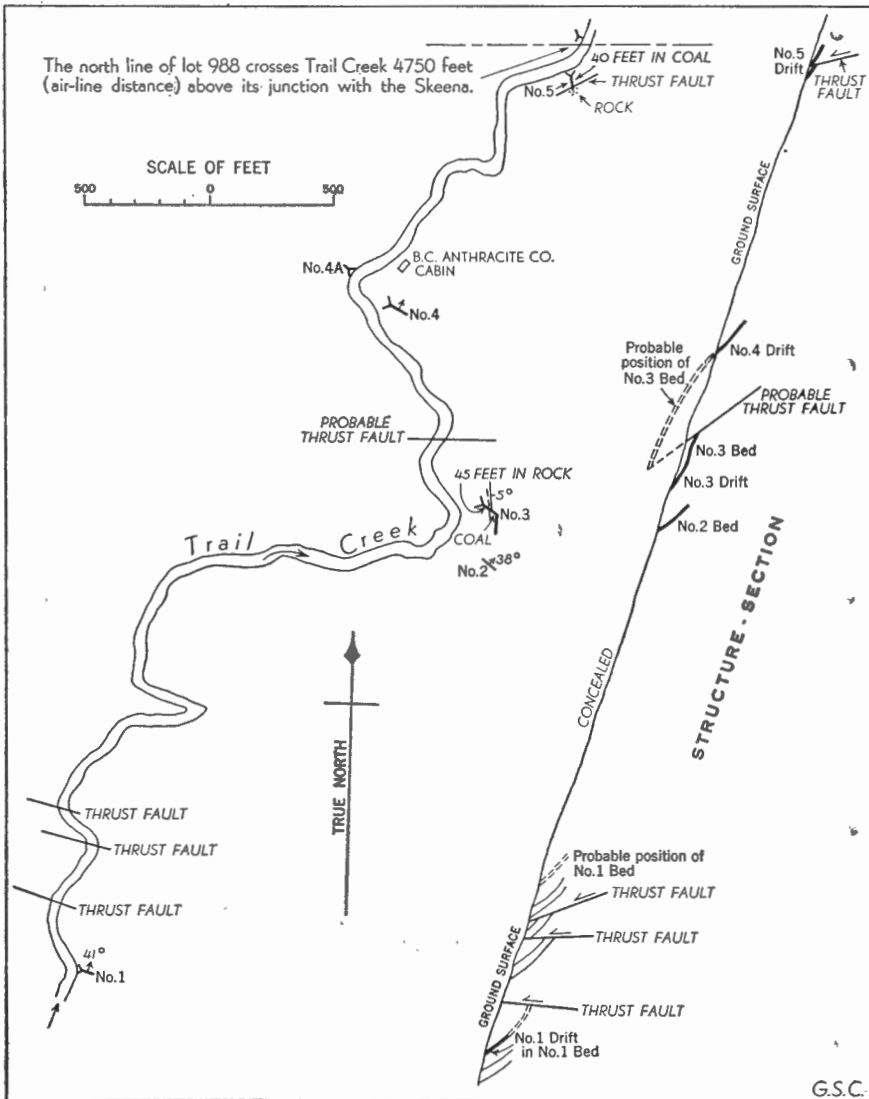 The north line of lot 988 crosses Trail Creek 4750 feet
(air-line distance) above its junction with the Skeena.
SCALE OF FEET
500 0 500
40 FEET IN COAL
THRUST FAULT
No.5
ROCK
No.4A
B.C. ANTHRACITE CO.
CABIN
No.4
PROBABLE
THRUST FAULT
45 FEET IN ROCK
5°
No.3
COAL
38°
No.2
Trail Creek
TRUE NORTH
THRUST FAULT
THRUST FAULT
THRUST FAULT
41°
No.1
No.5
Drift
THRUST
FAULT
GROUND SURFACE
Probable
position of
No.3 Bed
No.4 Drift
PROBABLE
THRUST FAULT
No.3 Bed
No.3 Drift
No.2 Bed
STRUCTURE-SECTION
CONCEALED
Probable position of
No.1 Bed
THRUST FAULT
THRUST FAULT
GROUND SURFACE
THRUST FAULT
No.1 Drift
in No.1 Bed
G.S.C.